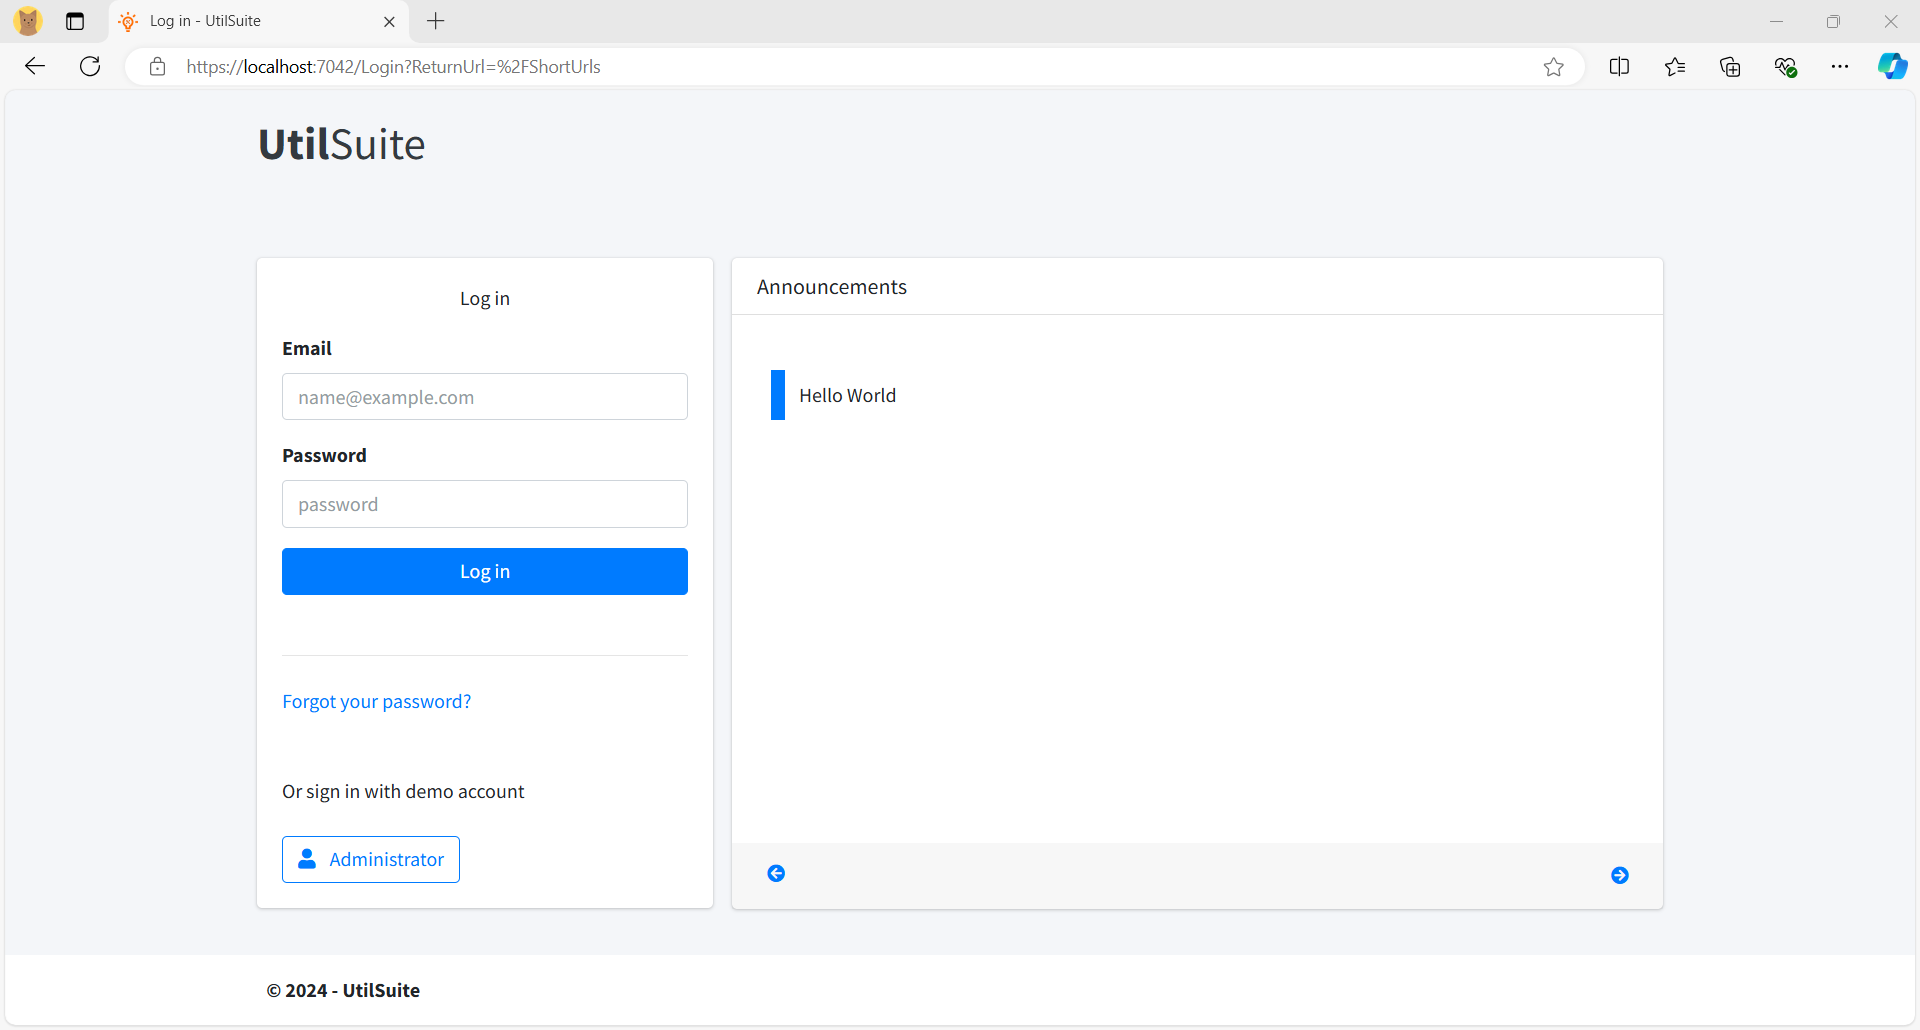 Log in - UtilSuite
https://localhost:7042/Login?ReturnUrl=%2FShortUrls
UtilSuite
Log in
Email
name@example.com
Password
password
Log in
Forgot your password?
Or sign in with demo account
Administrator
Announcements
Hello World
© 2024 - UtilSuite